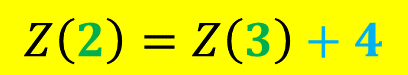 Z(2) = Z(3) + 4